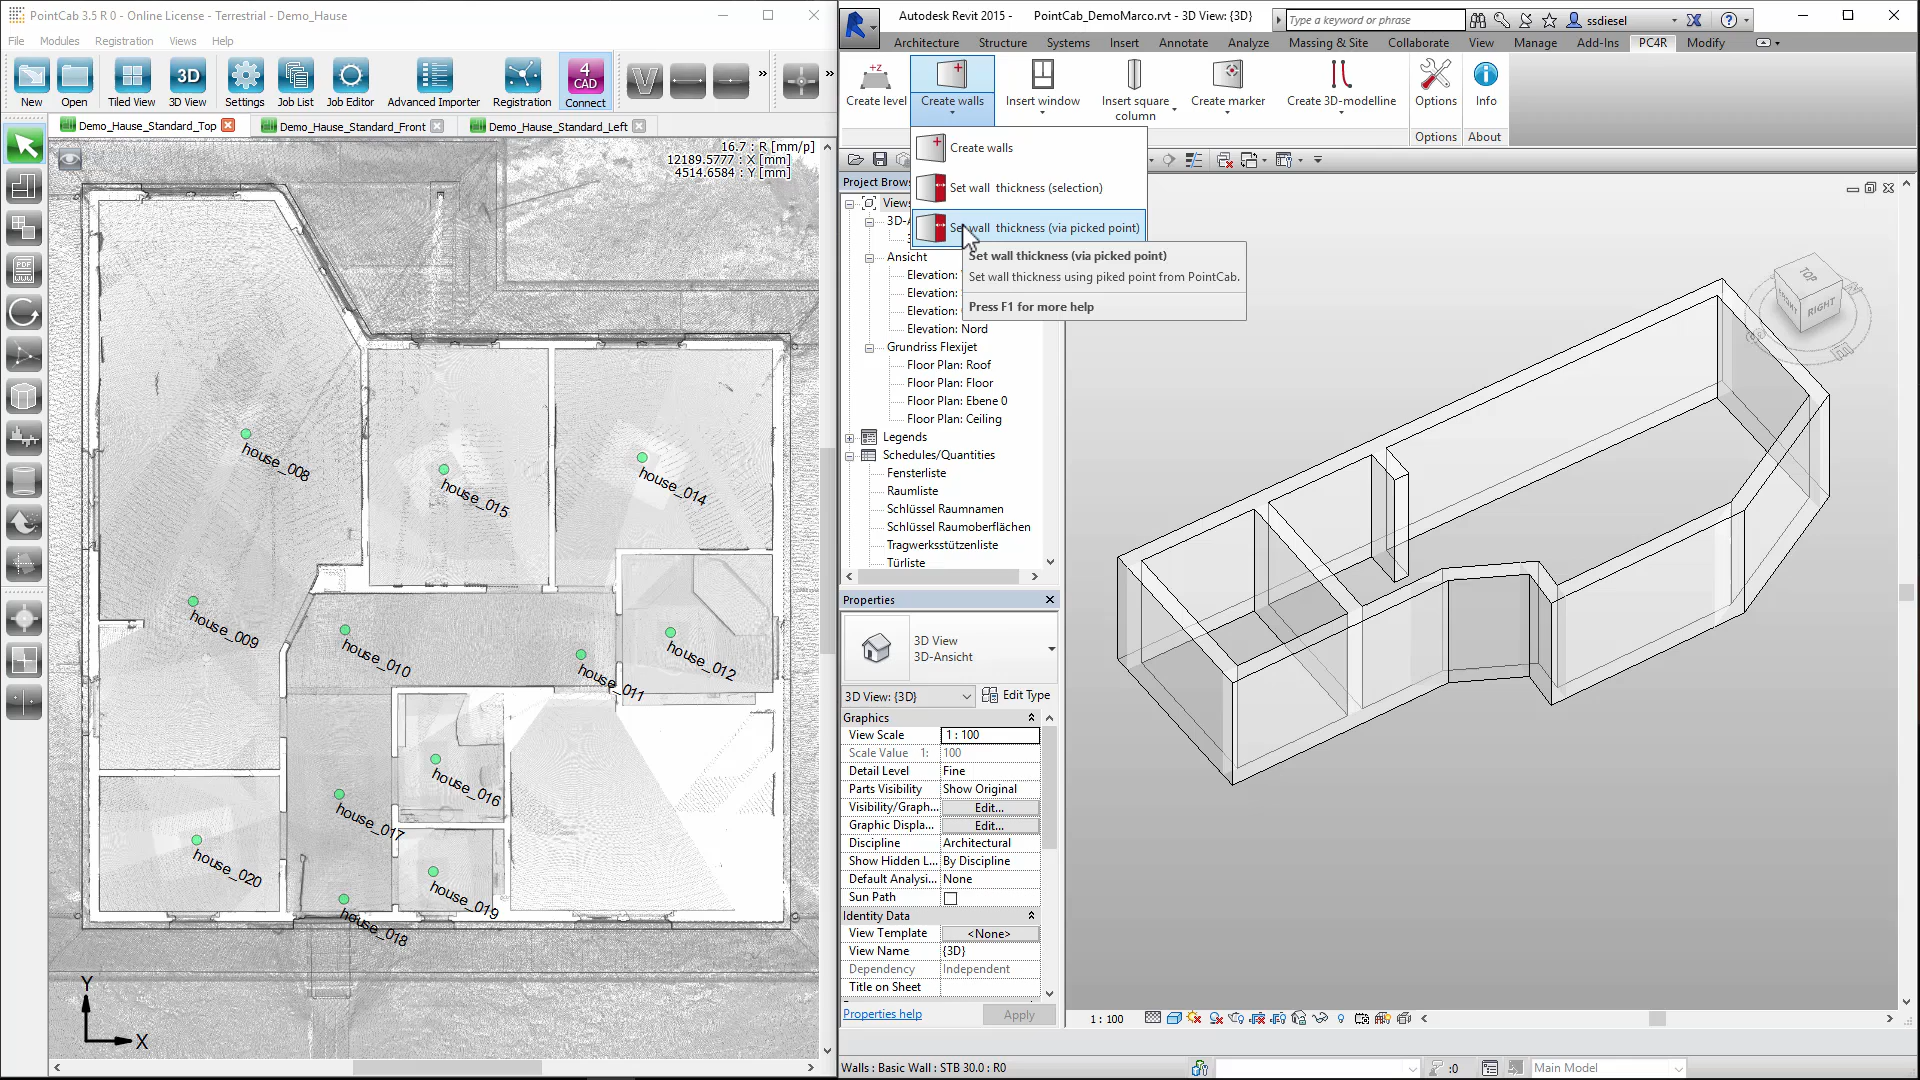 PointCab 3.5 R 0 - Online License - Terrestrial - Demo_Hause
File Modules Registration Views Help
New Open Tiled View 3D View Settings Job List Job Editor Advanced Importer Registration Connect
3D
4
CAD
»
»
Demo_Hause_Standard_Top Demo_Hause_Standard_Front Demo_Hause_Standard_Left
16.7 : R [mm/p]
12189.5777 : X [mm]
4514.6584 : Y [mm]
PDF
house_008
house_015
house_014
house_009
house_010
house_011
house_012
house_016
house_017
house_020
house_019
house_018
Y
X
Autodesk Revit 2015 - PointCab_DemoMarco.rvt - 3D View: {3D}
Type a keyword or phrase
ssdiesel
Architecture Structure Systems Insert Annotate Analyze Massing & Site Collaborate View Manage Add-Ins PC4R Modify
+z
Create level Create walls Insert window Insert square column Create marker Create 3D-modelline Options Info
Options About
Create walls
Set wall thickness (selection)
Set wall thickness (via picked point)
Set wall thickness (via picked point)
Set wall thickness using piked point from PointCab.
Press F1 for more help
Project Brows
Views
3D-A
Ansicht
Elevation:
Elevation:
Elevation:
Elevation: Nord
Grundriss Flexijet
Floor Plan: Roof
Floor Plan: Floor
Floor Plan: Ebene 0
Floor Plan: Ceiling
Legends
Schedules/Quantities
Fensterliste
Raumliste
Schlüssel Raumnamen
Schlüssel Raumoberflächen
Tragwerksstützenliste
Türliste
Properties
3D View
3D-Ansicht
3D View: {3D} Edit Type
Graphics
View Scale 1 : 100
Scale Value 1: 100
Detail Level Fine
Parts Visibility Show Original
Visibility/Graph... Edit...
Graphic Displa... Edit...
Discipline Architectural
Show Hidden L... By Discipline
Default Analysi... None
Sun Path
Identity Data
View Template <None>
View Name {3D}
Dependency Independent
Title on Sheet
Properties help Apply
TOP
FRONT
RIGHT
1 : 100
Walls : Basic Wall : STB 30.0 : R0
:0
Main Model